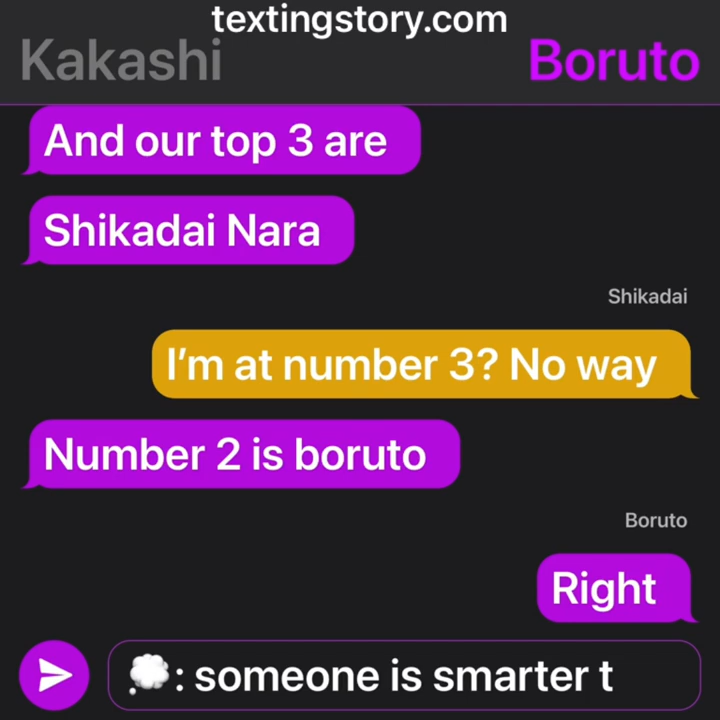 textingstory.com
Kakashi
Boruto
And our top 3 are
Shikadai Nara
Shikadai
I'm at number 3? No way
Number 2 is boruto
Boruto
Right
💭: someone is smarter t